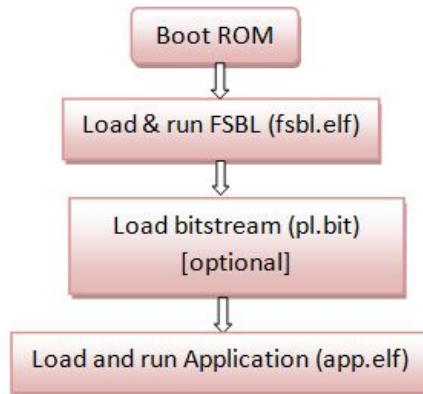 Boot ROM
Load & run FSBL (fsbl.elf)
Load bitstream (pl.bit)
[optional]
Load and run Application (app.elf)